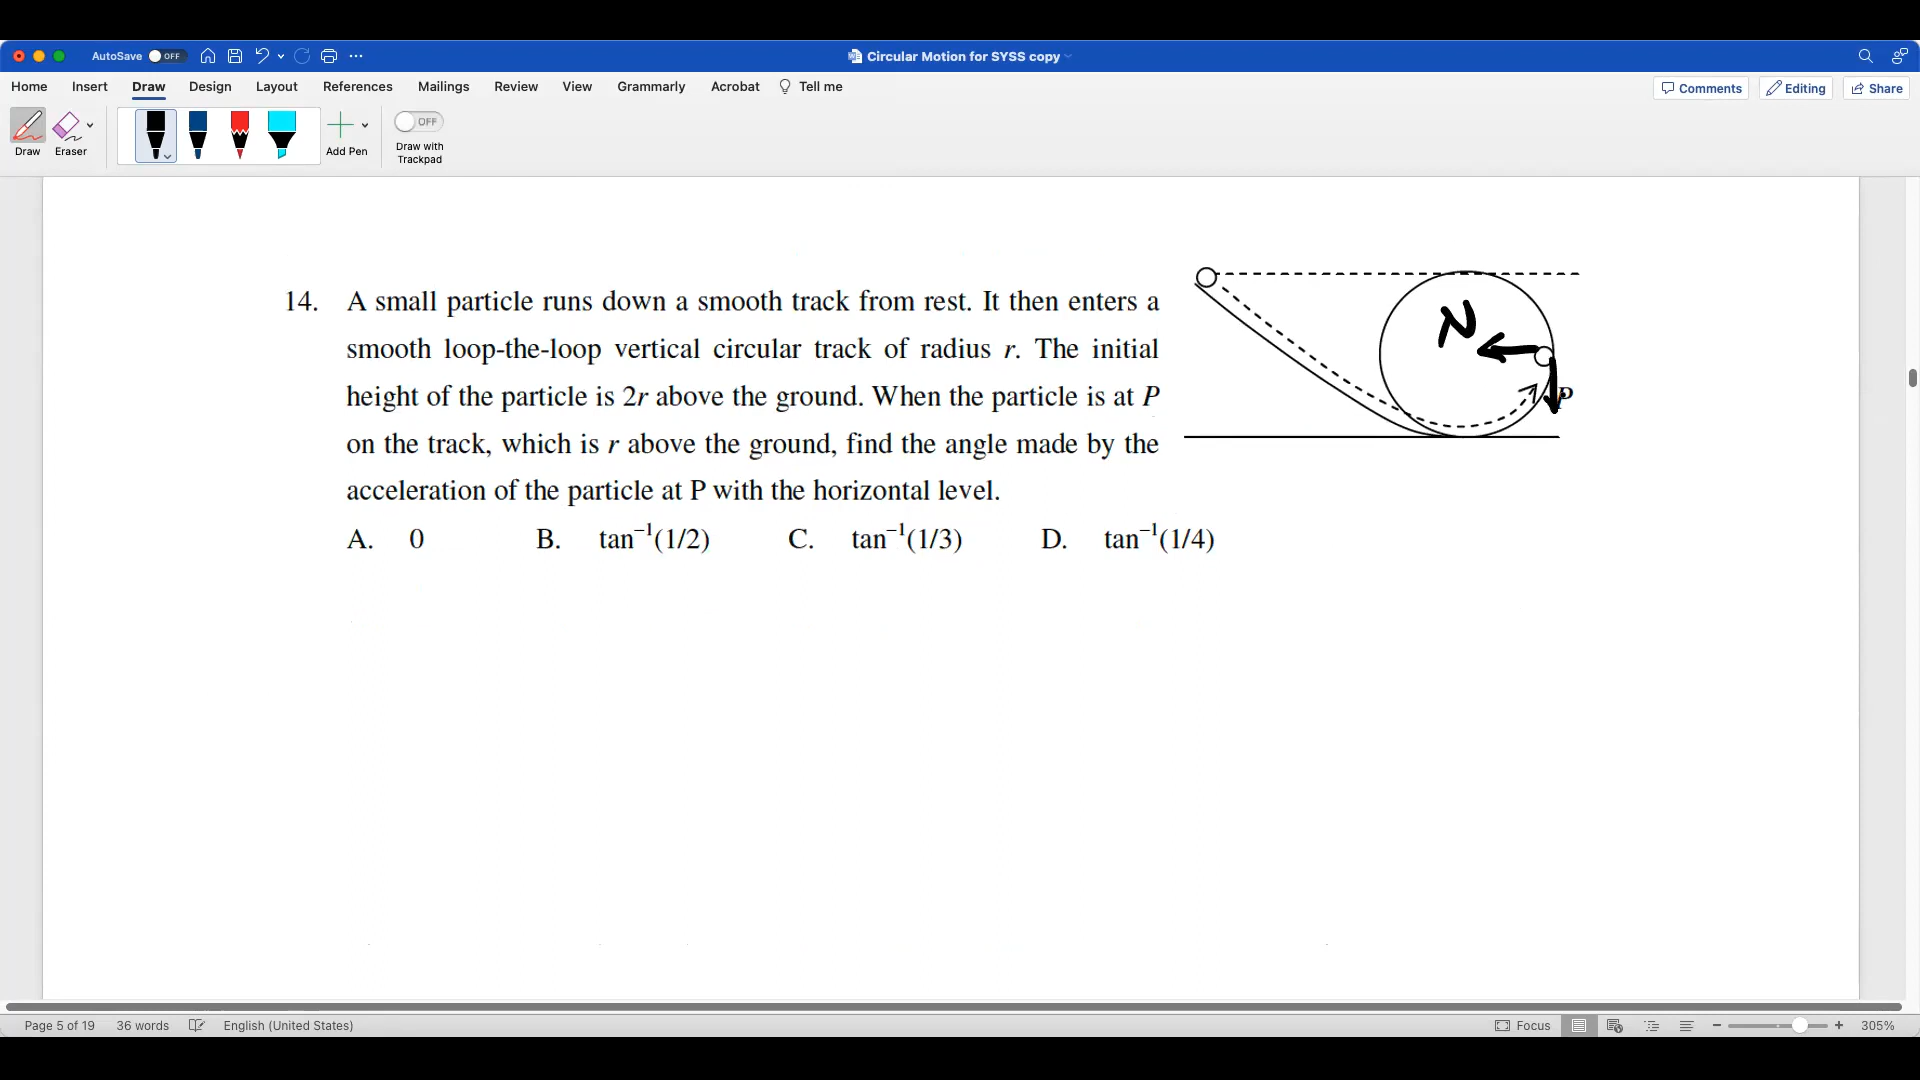 AutoSave OFF
Circular Motion for SYSS copy
Home Insert Draw Design Layout References Mailings Review View Grammarly Acrobat Tell me
Comments Editing Share
Draw Eraser Add Pen OFF
Draw with
Trackpad
14. A small particle runs down a smooth track from rest. It then enters a
smooth loop-the-loop vertical circular track of radius r. The initial
height of the particle is 2r above the ground. When the particle is at P
on the track, which is r above the ground, find the angle made by the
acceleration of the particle at P with the horizontal level.
A. 0 B. tan⁻¹(1/2) C. tan⁻¹(1/3) D. tan⁻¹(1/4)
N
P
Page 5 of 19 36 words English (United States) Focus 305%